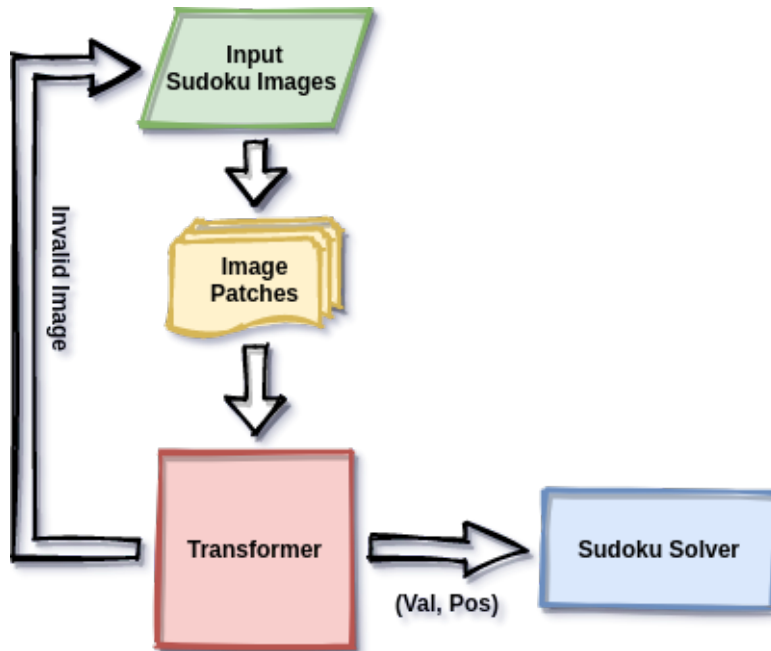 Input
Sudoku Images
Invalid Image
Image
Patches
Transformer
Sudoku Solver
(Val, Pos)